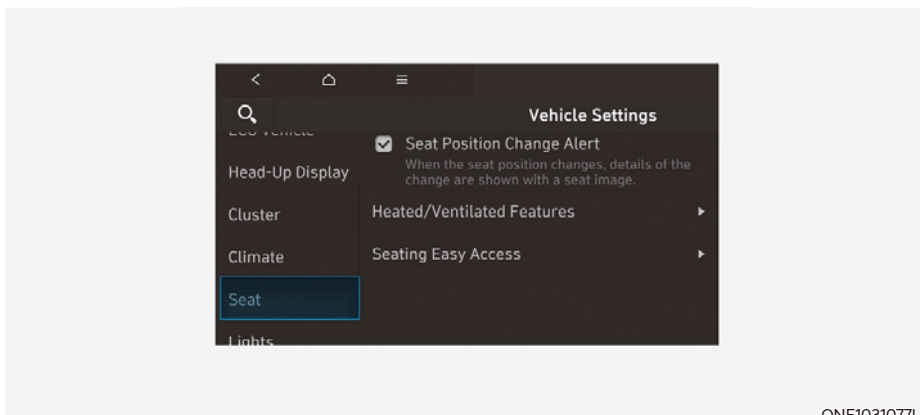 Vehicle Settings
Head-Up Display
Cluster
Climate
Seat
Lights
Seat Position Change Alert
When the seat position changes, details of the
change are shown with a seat image.
Heated/Ventilated Features
Seating Easy Access